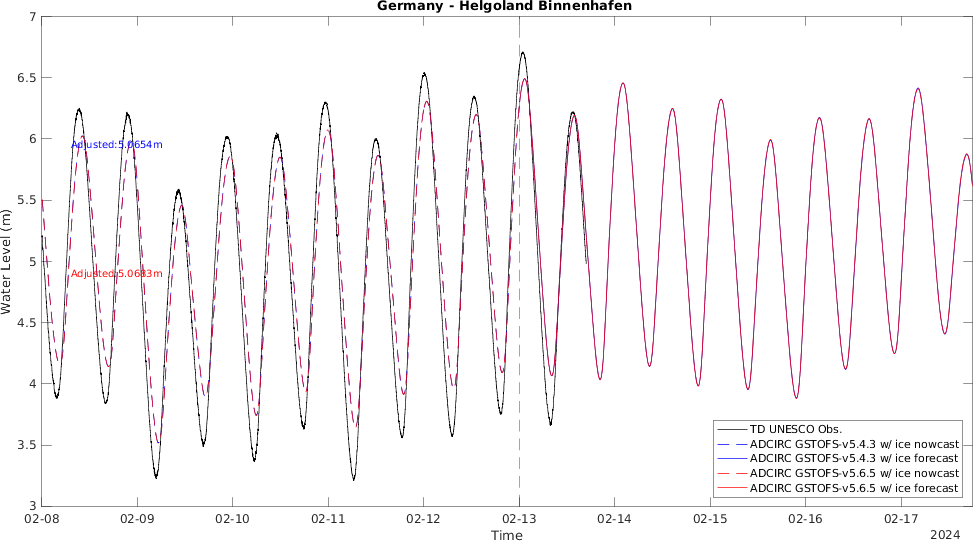 Germany - Helgoland Binnenhafen
7
6.5
6
5.5
5
4.5
4
3.5
3
Water Level (m)
Adjusted:5.0654m
Adjusted:5.0683m
TD UNESCO Obs.
ADCIRC GSTOFS-v5.4.3 w/ ice nowcast
ADCIRC GSTOFS-v5.4.3 w/ ice forecast
ADCIRC GSTOFS-v5.6.5 w/ ice nowcast
ADCIRC GSTOFS-v5.6.5 w/ ice forecast
02-08 02-09 02-10 02-11 02-12 02-13 02-14 02-15 02-16 02-17
Time
2024